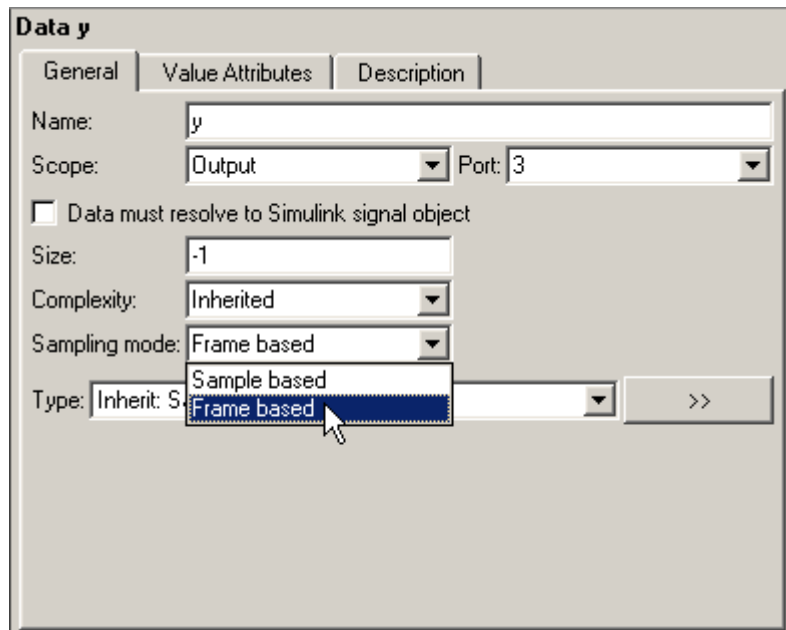 Data y
General Value Attributes Description
Name: y
Scope: Output Port: 3
Data must resolve to Simulink signal object
Size: -1
Complexity: Inherited
Sampling mode: Frame based
Sample based
Type: Inherit: >>
Frame based